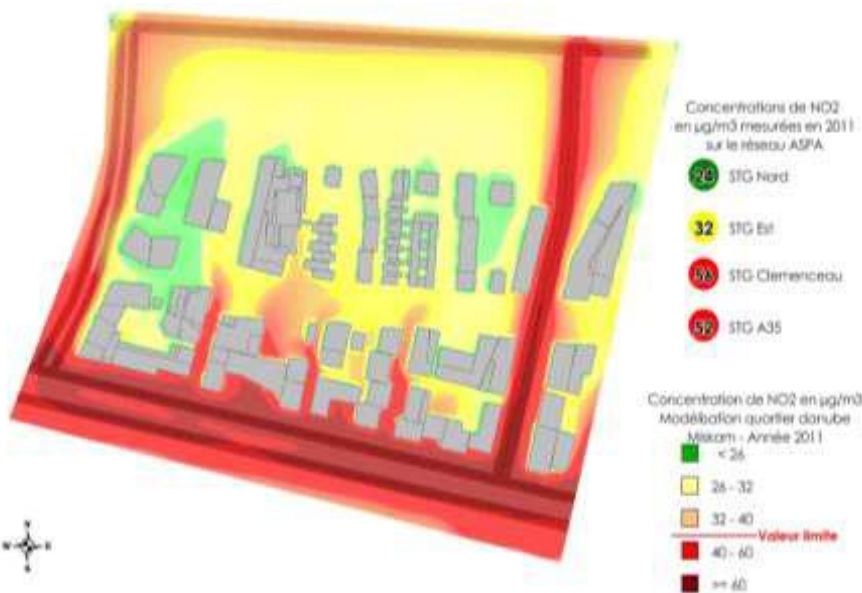 Concentrations de NO2
en µg/m3 mesurées en 2011
sur le réseau ASPA
STG Nord
32 STG Est
56 STG Clemenceau
52 STG A35
Concentration de NO2 en µg/m3
Modélisation quartier danube
Miskam - Année 2011
< 26
26 - 32
32 - 40
Valeur limite
40 - 60
>= 60
N
W E
S